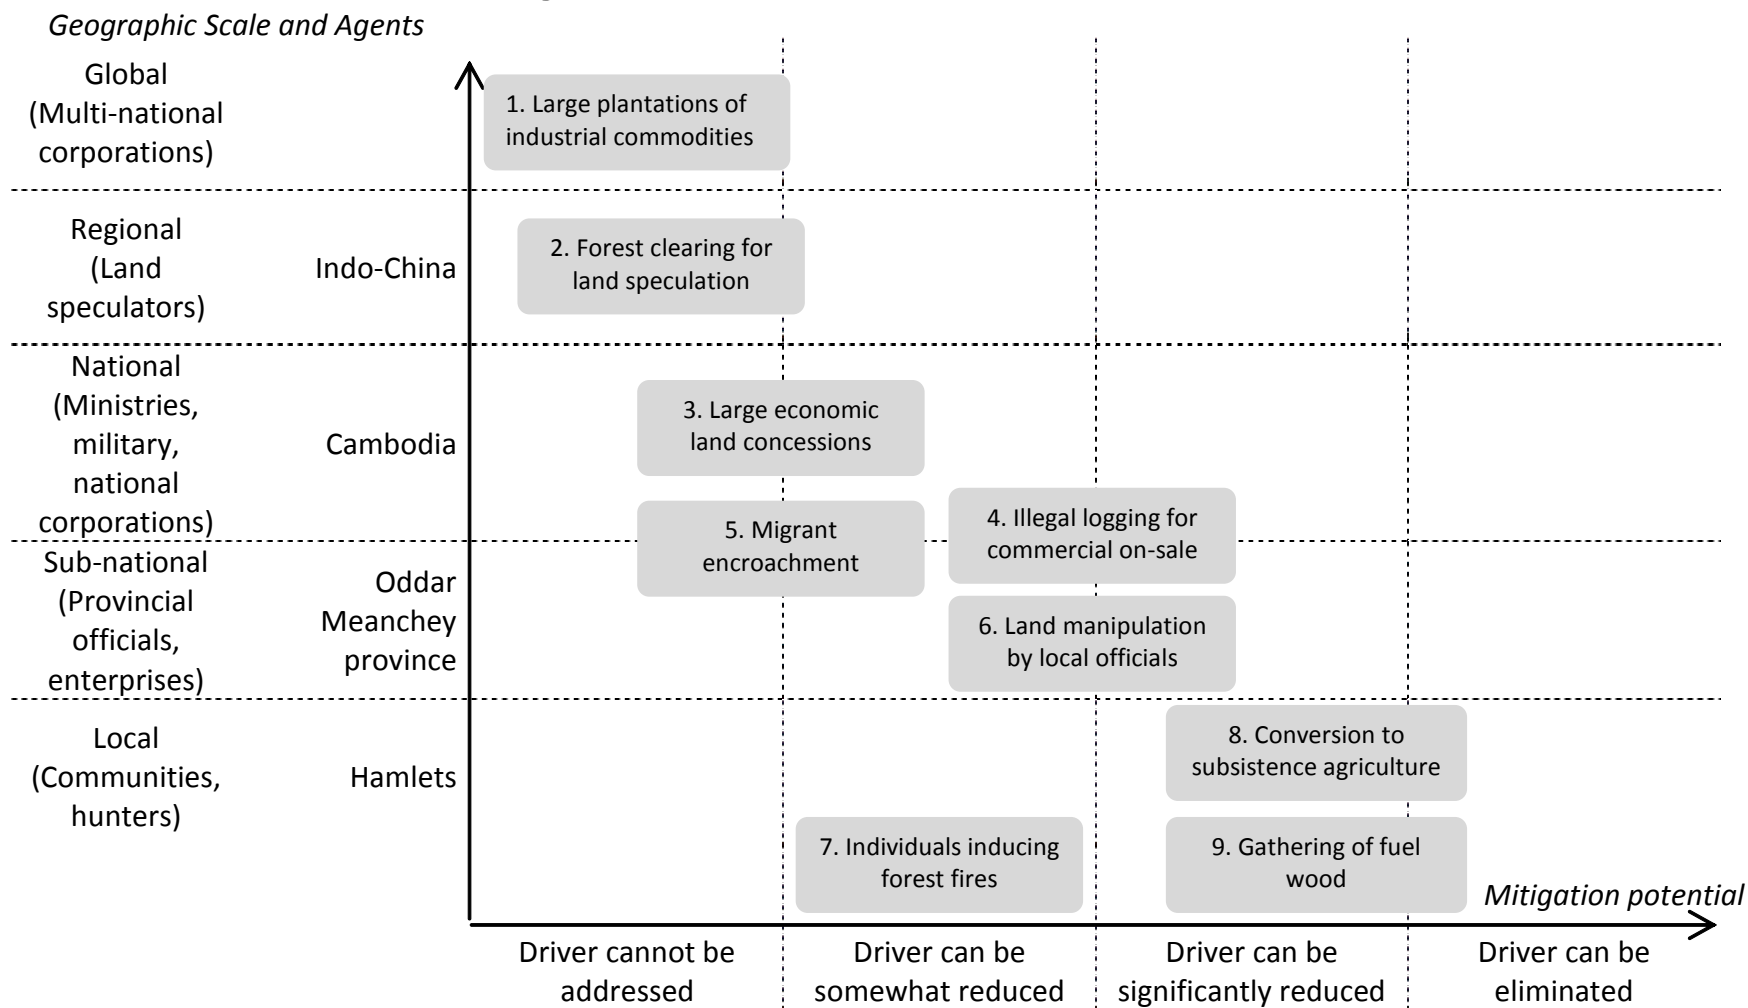 Geographic Scale and Agents
Global
(Multi-national
corporations)
1. Large plantations of
industrial commodities
Regional
(Land
speculators)
Indo-China
2. Forest clearing for
land speculation
National
(Ministries,
military,
national
corporations)
Cambodia
3. Large economic
land concessions
4. Illegal logging for
commercial on-sale
5. Migrant
encroachment
Sub-national
(Provincial
officials,
enterprises)
Oddar
Meanchey
province
6. Land manipulation
by local officials
Local
(Communities,
hunters)
Hamlets
8. Conversion to
subsistence agriculture
7. Individuals inducing
forest fires
9. Gathering of fuel
wood
Mitigation potential
Driver cannot be
addressed
Driver can be
somewhat reduced
Driver can be
significantly reduced
Driver can be
eliminated